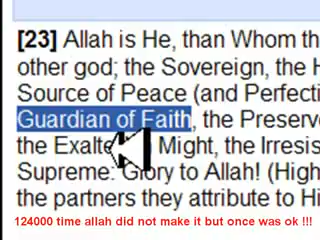 [23] Allah is He, than Whom th
other god; the Sovereign, the H
Source of Peace (and Perfecti
Guardian of Faith, the Preserv
the Exalte Might, the Irresis
Supreme: Glory to Allah! (High
the partners they attribute to Hi
124000 time allah did not make it but once was ok !!!